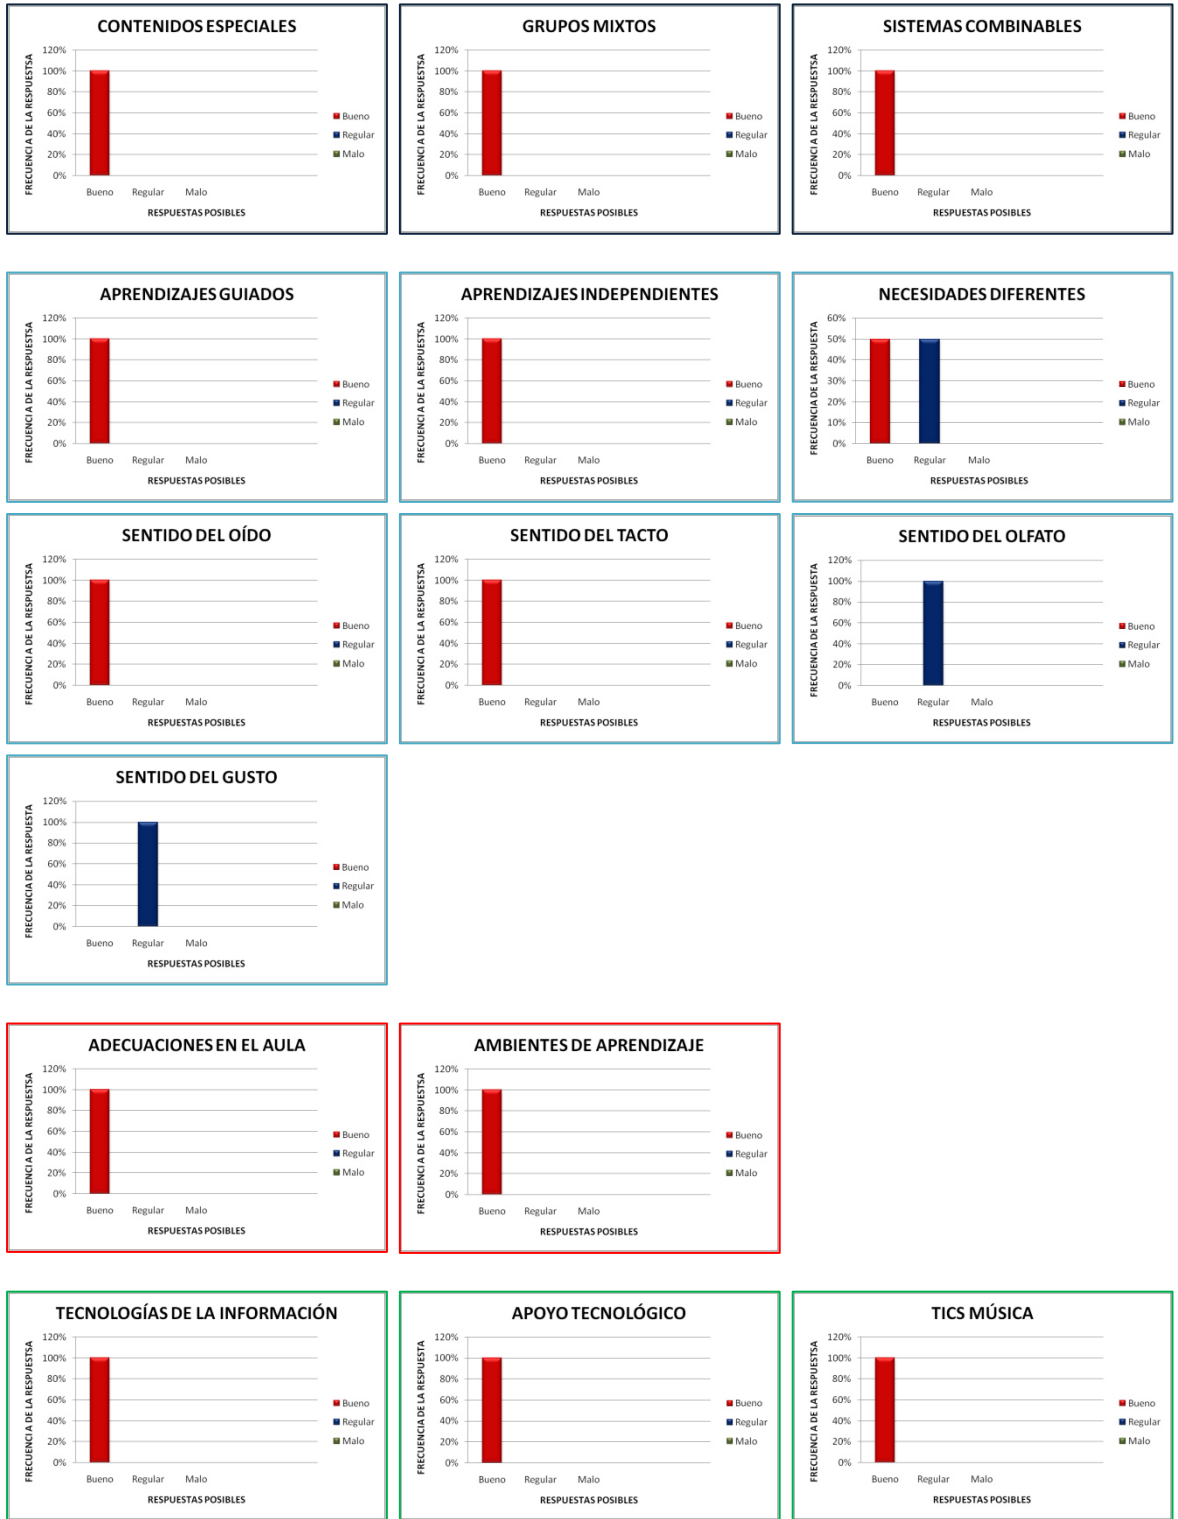 CONTENIDOS ESPECIALES
FRECUENCIA DE LA RESPUESTSA
120%
100%
80%
60%
40%
20%
0%
Bueno Regular Malo
RESPUESTAS POSIBLES
Bueno
Regular
Malo
GRUPOS MIXTOS
FRECUENCIA DE LA RESPUESTSA
120%
100%
80%
60%
40%
20%
0%
Bueno Regular Malo
RESPUESTAS POSIBLES
Bueno
Regular
Malo
SISTEMAS COMBINABLES
FRECUENCIA DE LA RESPUESTSA
120%
100%
80%
60%
40%
20%
0%
Bueno Regular Malo
RESPUESTAS POSIBLES
Bueno
Regular
Malo
APRENDIZAJES GUIADOS
FRECUENCIA DE LA RESPUESTSA
120%
100%
80%
60%
40%
20%
0%
Bueno Regular Malo
RESPUESTAS POSIBLES
Bueno
Regular
Malo
APRENDIZAJES INDEPENDIENTES
FRECUENCIA DE LA RESPUESTSA
120%
100%
80%
60%
40%
20%
0%
Bueno Regular Malo
RESPUESTAS POSIBLES
Bueno
Regular
Malo
NECESIDADES DIFERENTES
FRECUENCIA DE LA RESPUESTA
60%
50%
40%
30%
20%
10%
0%
Bueno Regular Malo
RESPUESTAS POSIBLES
Bueno
Regular
Malo
SENTIDO DEL OÍDO
FRECUENCIA DE LA RESPUESTSA
120%
100%
80%
60%
40%
20%
0%
Bueno Regular Malo
RESPUESTAS POSIBLES
Bueno
Regular
Malo
SENTIDO DEL TACTO
FRECUENCIA DE LA RESPUESTSA
120%
100%
80%
60%
40%
20%
0%
Bueno Regular Malo
RESPUESTAS POSIBLES
Bueno
Regular
Malo
SENTIDO DEL OLFATO
FRECUENCIA DE LA RESPUESTA
120%
100%
80%
60%
40%
20%
0%
Bueno Regular Malo
RESPUESTAS POSIBLES
Bueno
Regular
Malo
SENTIDO DEL GUSTO
FRECUENCIA DE LA RESPUESTA
120%
100%
80%
60%
40%
20%
0%
Bueno Regular Malo
RESPUESTAS POSIBLES
Bueno
Regular
Malo
ADECUACIONES EN EL AULA
FRECUENCIA DE LA RESPUESTSA
120%
100%
80%
60%
40%
20%
0%
Bueno Regular Malo
RESPUESTAS POSIBLES
Bueno
Regular
Malo
AMBIENTES DE APRENDIZAJE
FRECUENCIA DE LA RESPUESTSA
120%
100%
80%
60%
40%
20%
0%
Bueno Regular Malo
RESPUESTAS POSIBLES
Bueno
Regular
Malo
TECNOLOGÍAS DE LA INFORMACIÓN
FRECUENCIA DE LA RESPUESTSA
120%
100%
80%
60%
40%
20%
0%
Bueno Regular Malo
RESPUESTAS POSIBLES
Bueno
Regular
Malo
APOYO TECNOLÓGICO
FRECUENCIA DE LA RESPUESTSA
120%
100%
80%
60%
40%
20%
0%
Bueno Regular Malo
RESPUESTAS POSIBLES
Bueno
Regular
Malo
TICS MÚSICA
FRECUENCIA DE LA RESPUESTSA
120%
100%
80%
60%
40%
20%
0%
Bueno Regular Malo
RESPUESTAS POSIBLES
Bueno
Regular
Malo